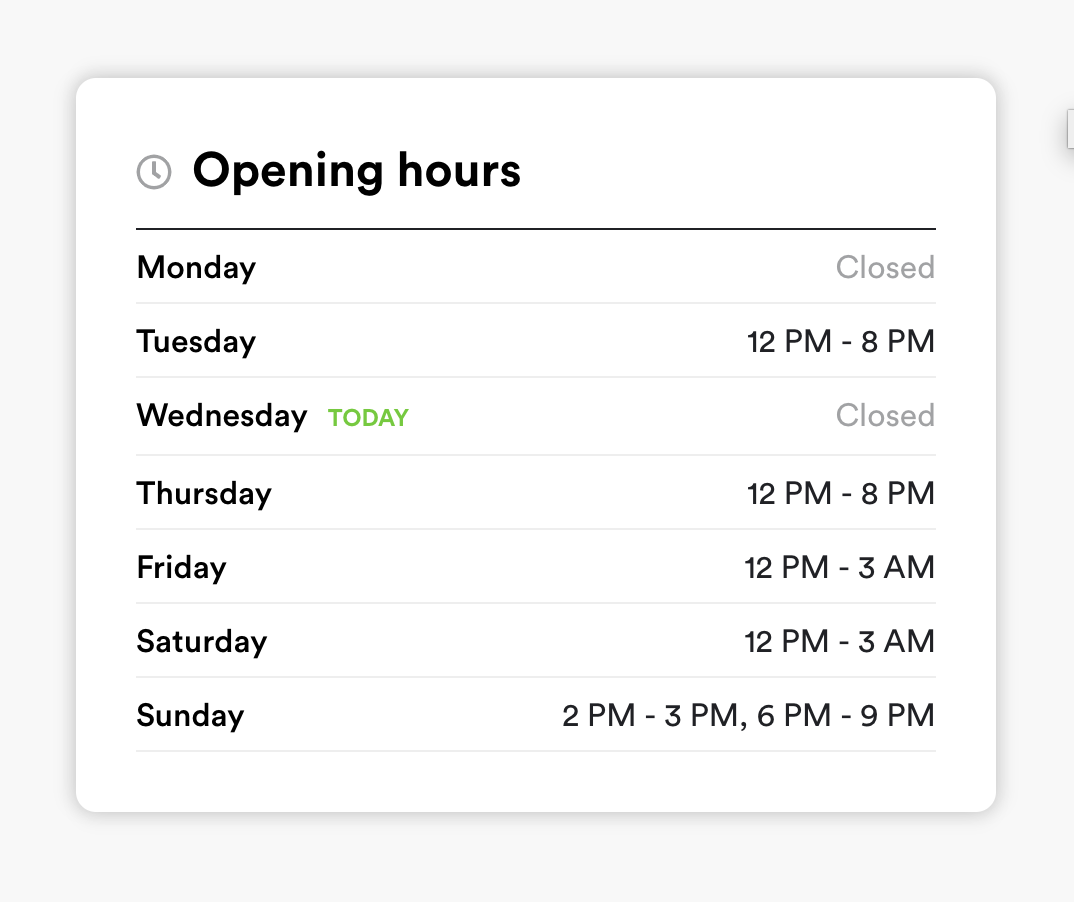 Opening hours
Monday Closed
Tuesday 12 PM - 8 PM
Wednesday TODAY Closed
Thursday 12 PM - 8 PM
Friday 12 PM - 3 AM
Saturday 12 PM - 3 AM
Sunday 2 PM - 3 PM, 6 PM - 9 PM